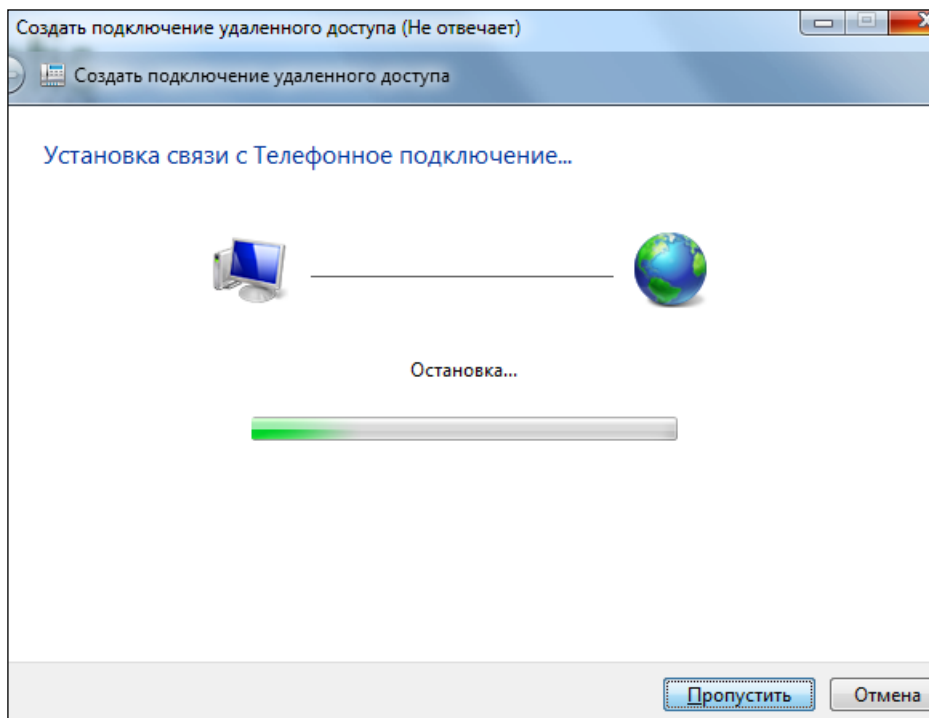 Создать подключение удаленного доступа (Не отвечает)
Создать подключение удаленного доступа
Установка связи с Телефонное подключение...
Остановка...
Пропустить
Отмена